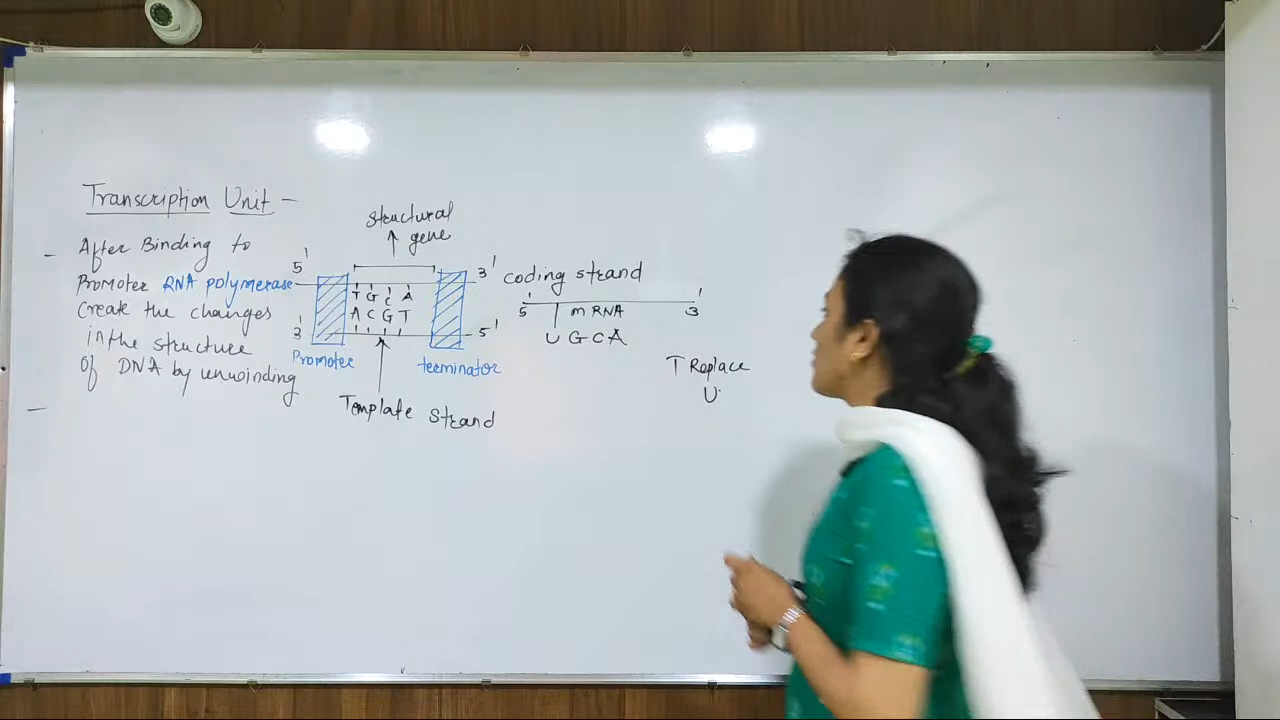 Transcription Unit -
- After Binding to
Promoter RNA polymerase
Create the changes
in the structure
of DNA by unwinding
-
structural
gene
5' 3'
T G C A
A C G T
3' 5'
Promoter terminator
Template Strand
coding strand
5' mRNA 3'
U G C A
T Replace
U